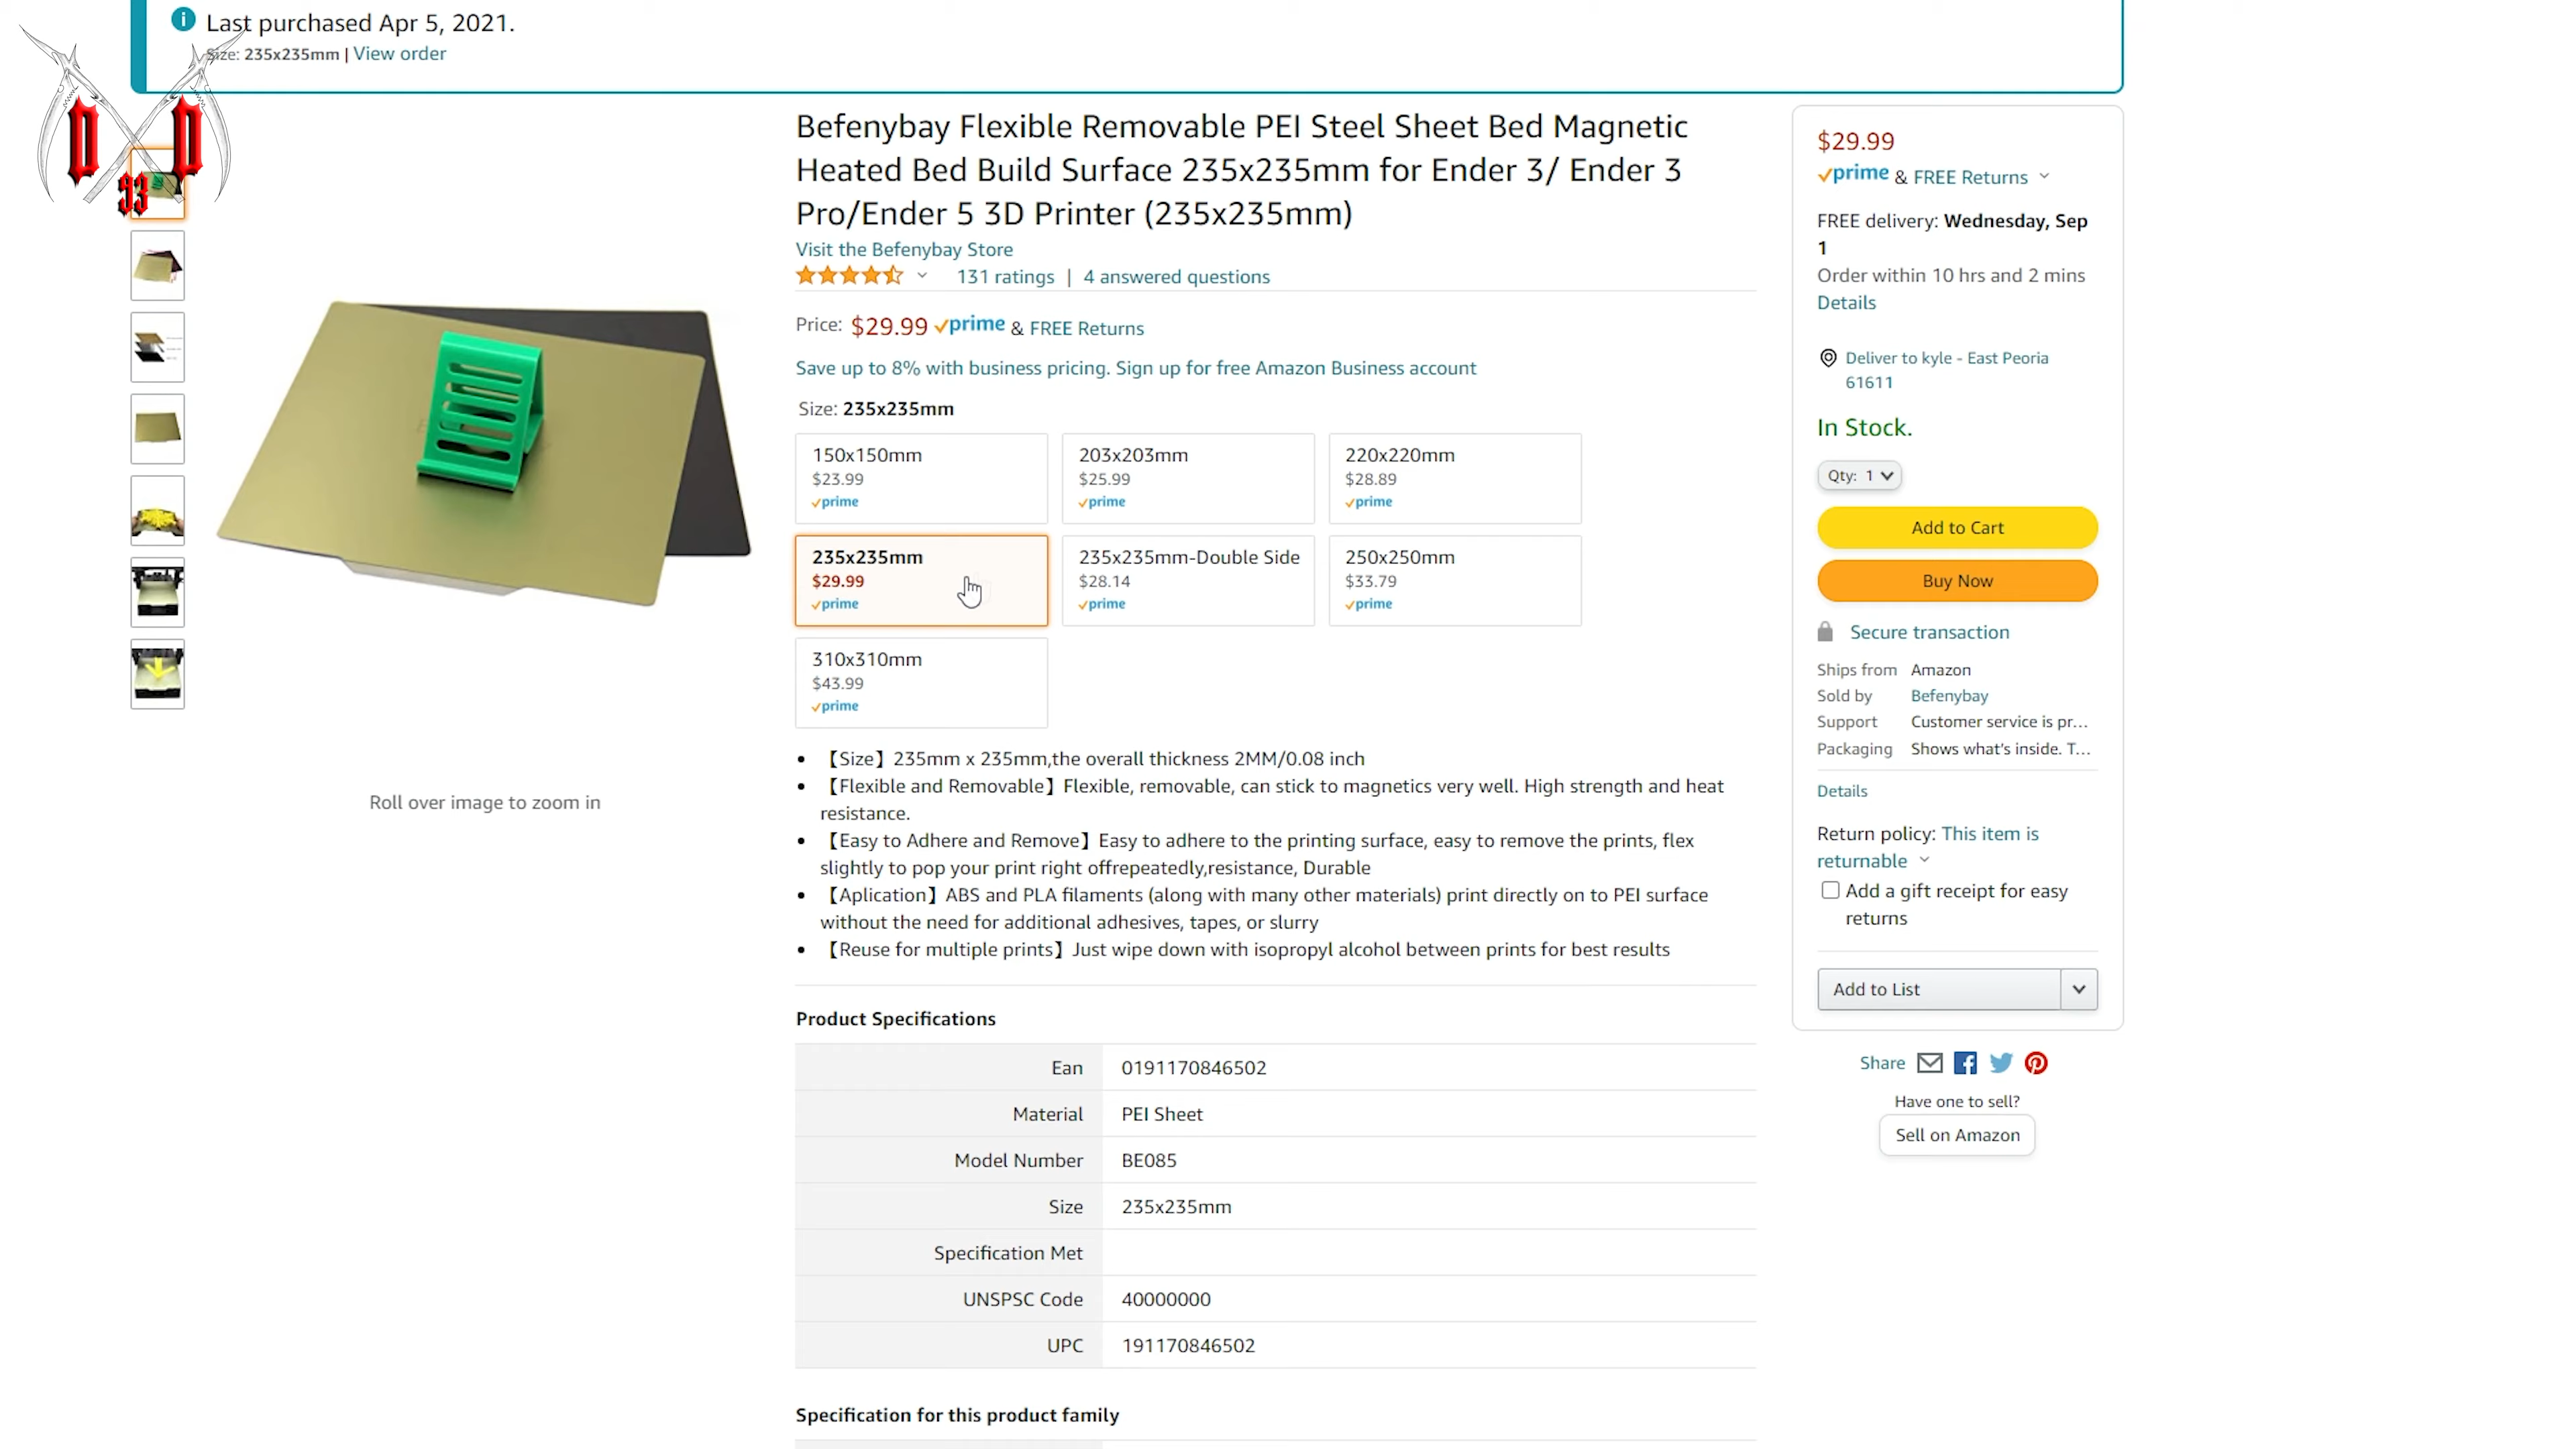 Last purchased Apr 5, 2021.
Size: 235x235mm | View order
D P
93
Befenybay Flexible Removable PEI Steel Sheet Bed Magnetic
Heated Bed Build Surface 235x235mm for Ender 3/ Ender 3
Pro/Ender 5 3D Printer (235x235mm)
Visit the Befenybay Store
131 ratings | 4 answered questions
Price: $29.99 prime & FREE Returns
Save up to 8% with business pricing. Sign up for free Amazon Business account
Size: 235x235mm
150x150mm
$23.99
prime
203x203mm
$25.99
prime
220x220mm
$28.89
prime
235x235mm
$29.99
prime
235x235mm-Double Side
$28.14
prime
250x250mm
$33.79
prime
310x310mm
$43.99
prime
Roll over image to zoom in
• 【Size】235mm x 235mm,the overall thickness 2MM/0.08 inch
• 【Flexible and Removable】Flexible, removable, can stick to magnetics very well. High strength and heat
resistance.
• 【Easy to Adhere and Remove】Easy to adhere to the printing surface, easy to remove the prints, flex
slightly to pop your print right offrepeatedly,resistance, Durable
• 【Aplication】ABS and PLA filaments (along with many other materials) print directly on to PEI surface
without the need for additional adhesives, tapes, or slurry
• 【Reuse for multiple prints】Just wipe down with isopropyl alcohol between prints for best results
Product Specifications
Ean 0191170846502
Material PEI Sheet
Model Number BE085
Size 235x235mm
Specification Met
UNSPSC Code 40000000
UPC 191170846502
Specification for this product family
$29.99
prime & FREE Returns
FREE delivery: Wednesday, Sep
1
Order within 10 hrs and 2 mins
Details
Deliver to kyle - East Peoria
61611
In Stock.
Qty: 1
Add to Cart
Buy Now
Secure transaction
Ships from Amazon
Sold by Befenybay
Support Customer service is pr...
Packaging Shows what's inside. T...
Details
Return policy: This item is
returnable
Add a gift receipt for easy
returns
Add to List
Share
Have one to sell?
Sell on Amazon